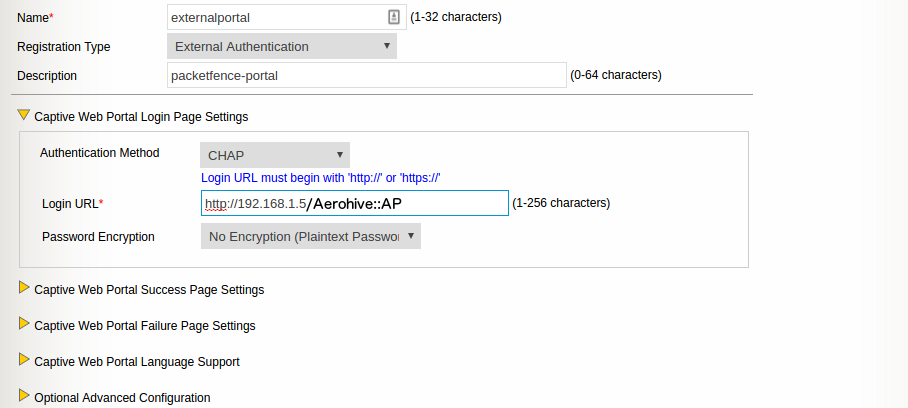 Name* externalportal (1-32 characters)
Registration Type External Authentication
Description packetfence-portal (0-64 characters)
Captive Web Portal Login Page Settings
Authentication Method CHAP
Login URL must begin with 'http://' or 'https://'
Login URL* http://192.168.1.5/Aerohive::AP (1-256 characters)
Password Encryption No Encryption (Plaintext Passwor
Captive Web Portal Success Page Settings
Captive Web Portal Failure Page Settings
Captive Web Portal Language Support
Optional Advanced Configuration